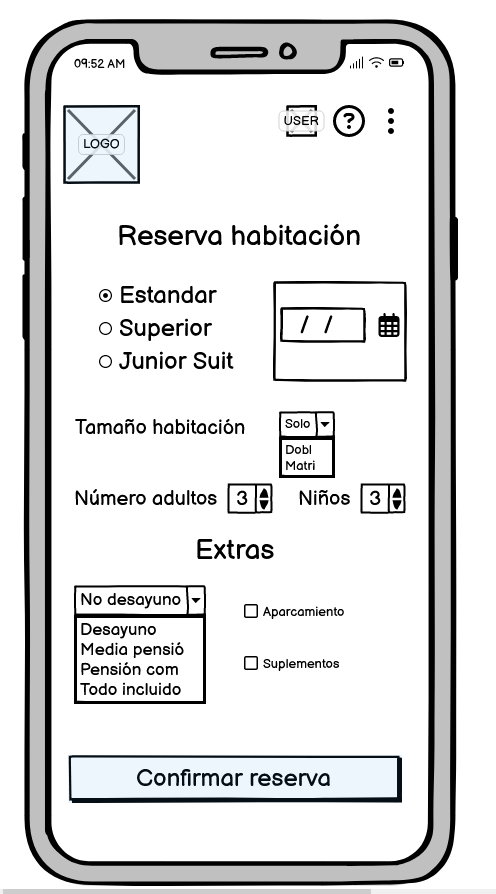 09:52 AM
LOGO
USER
?
Reserva habitación
Estandar
Superior
Junior Suit
/ /
Tamaño habitación
Solo
Dobl
Matri
Número adultos 3 Niños 3
Extras
No desayuno
Desayuno
Media pensió
Pensión com
Todo incluido
Aparcamiento
Suplementos
Confirmar reserva